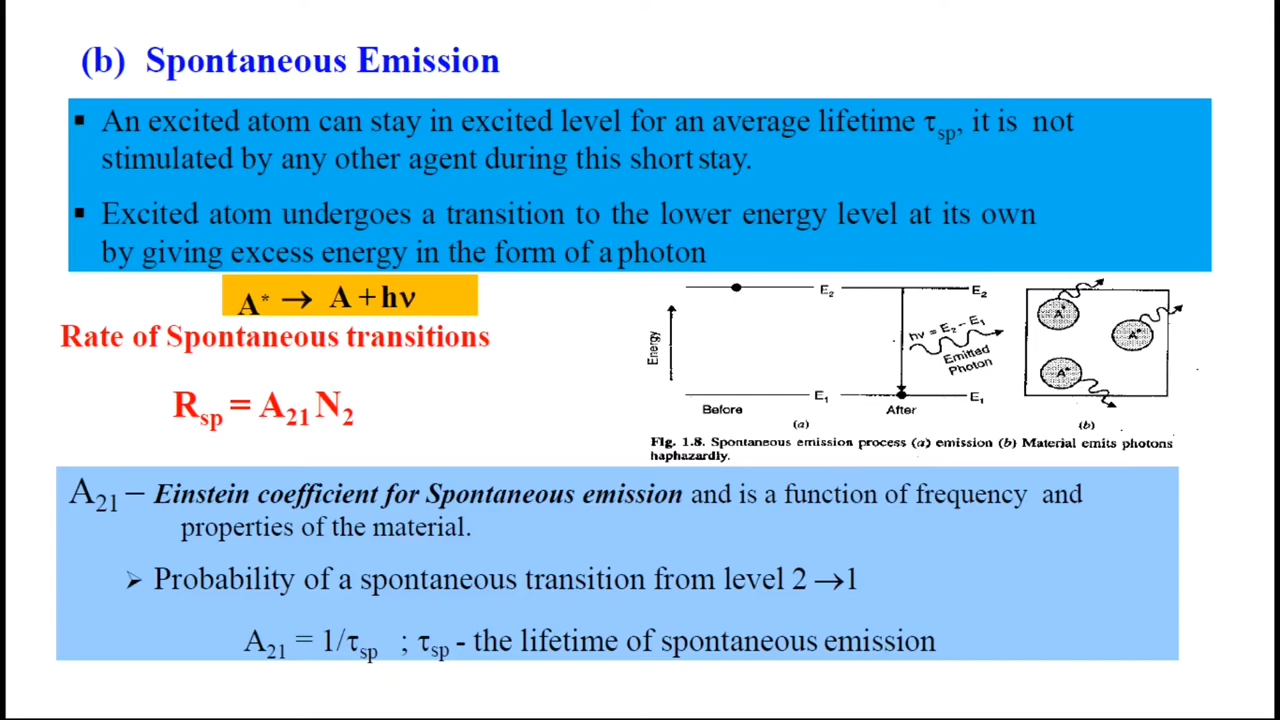 (b) Spontaneous Emission
▪ An excited atom can stay in excited level for an average lifetime τsp, it is not
stimulated by any other agent during this short stay.
▪ Excited atom undergoes a transition to the lower energy level at its own
by giving excess energy in the form of a photon
A* → A + hν
Rate of Spontaneous transitions
Rsp = A21 N2
Energy
E2
E2
hν = E2 – E1
Emitted
Photon
E1
E1
Before
After
(a)
A*
A*
A*
(b)
Fig. 1.8. Spontaneous emission process (a) emission (b) Material emits photons
haphazardly.
A21 – Einstein coefficient for Spontaneous emission and is a function of frequency and
properties of the material.
➢ Probability of a spontaneous transition from level 2 →1
A21 = 1/τsp ; τsp - the lifetime of spontaneous emission